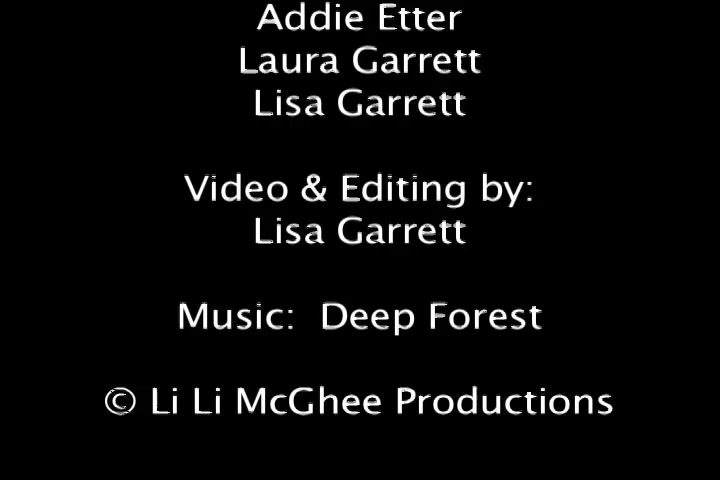 Addie Etter
Laura Garrett
Lisa Garrett
Video & Editing by:
Lisa Garrett
Music:  Deep Forest
© Li Li McGhee Productions